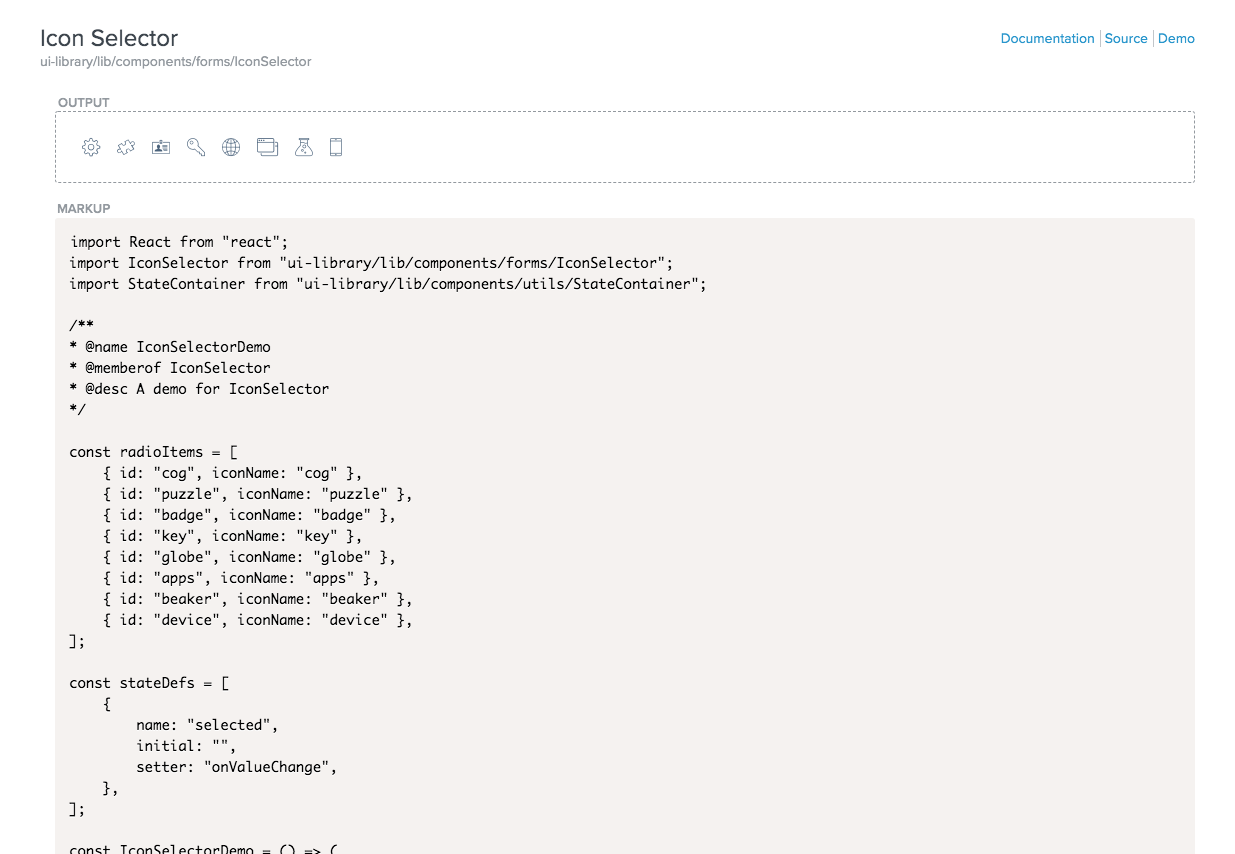 Icon Selector
Documentation | Source | Demo
ui-library/lib/components/forms/IconSelector
OUTPUT
MARKUP
import React from "react";
import IconSelector from "ui-library/lib/components/forms/IconSelector";
import StateContainer from "ui-library/lib/components/utils/StateContainer";
/**
* @name IconSelectorDemo
* @memberof IconSelector
* @desc A demo for IconSelector
*/
const radioItems = [
    { id: "cog", iconName: "cog" },
    { id: "puzzle", iconName: "puzzle" },
    { id: "badge", iconName: "badge" },
    { id: "key", iconName: "key" },
    { id: "globe", iconName: "globe" },
    { id: "apps", iconName: "apps" },
    { id: "beaker", iconName: "beaker" },
    { id: "device", iconName: "device" },
];
const stateDefs = [
    {
        name: "selected",
        initial: "",
        setter: "onValueChange",
    },
];
const IconSelectorDemo = () => (